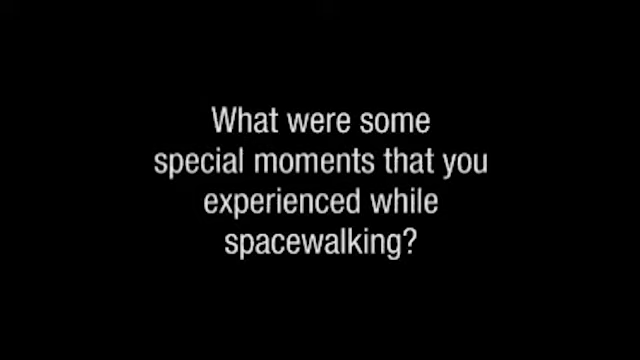 What were some
special moments that you
experienced while
spacewalking?